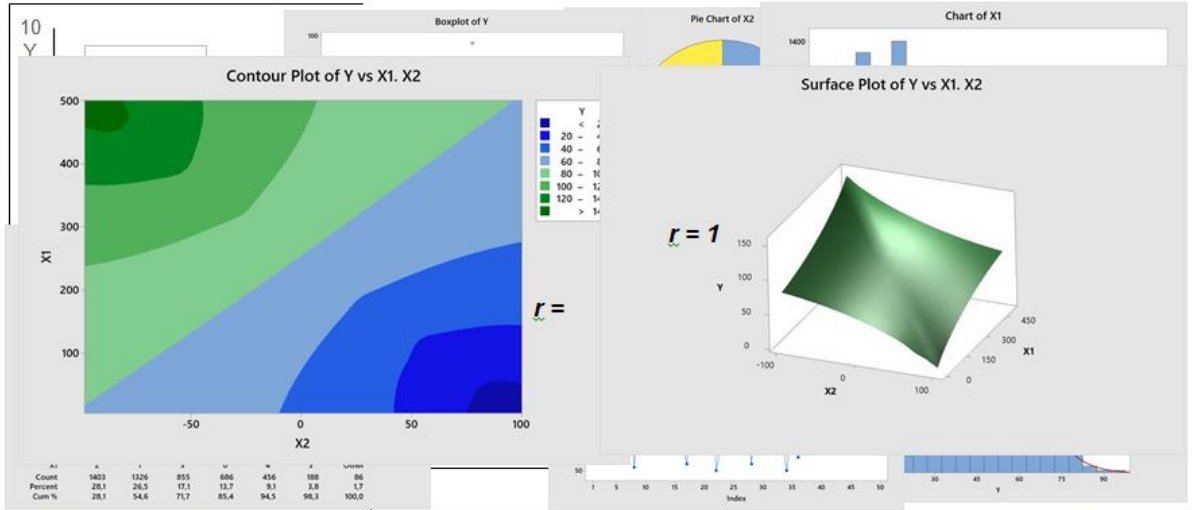 10
Y
Boxplot of Y
100
Pie Chart of X2
Chart of X1
1400
Contour Plot of Y vs X1. X2
500
400
300
200
100
X1
-50
0
50
100
X2
Y
<
20 –
40 –
60 –
80 –
100 –
120 –
>
r =
Surface Plot of Y vs X1. X2
r = 1
150
100
50
0
Y
-100
0
100
X2
0
150
300
450
X1
Count 1403 1326 855 686 456 188 86
Percent 28,1 26,5 17,1 13,7 9,1 3,8 1,7
Cum % 28,1 54,6 71,7 85,4 94,5 98,3 100,0
50
1 5 10 15 20 25 30 35 40 45 50
Index
30 45 60 75 90
Y